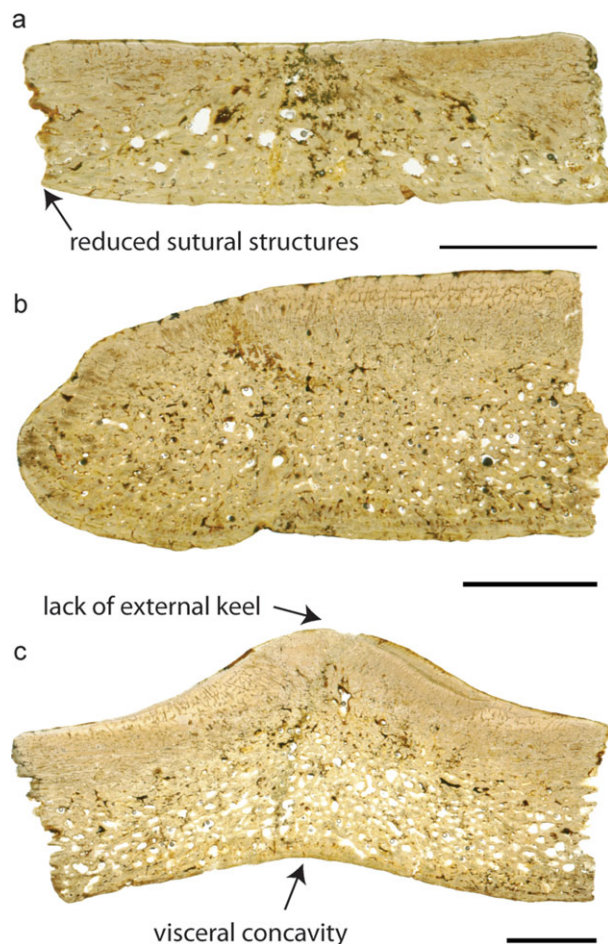 a
reduced sutural structures
b
lack of external keel
c
visceral concavity